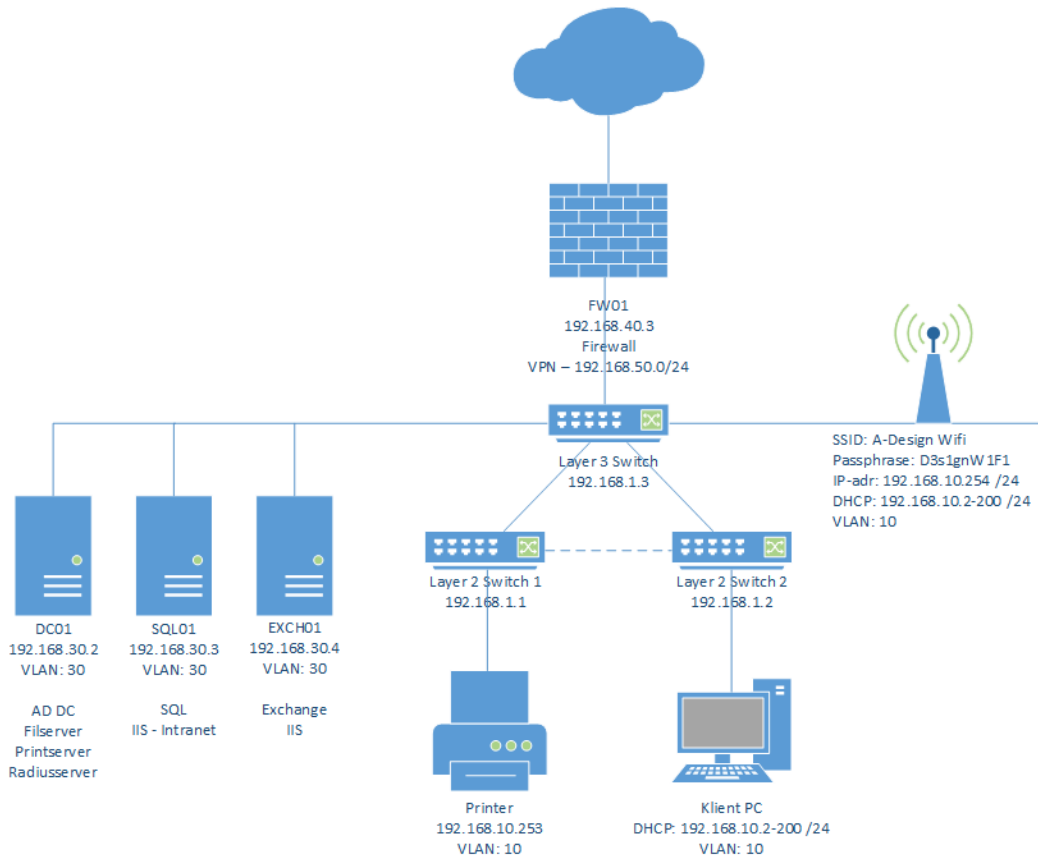 FW01
192.168.40.3
Firewall
VPN – 192.168.50.0/24
Layer 3 Switch
192.168.1.3
SSID: A-Design Wifi
Passphrase: D3s1gnW1F1
IP-adr: 192.168.10.254 /24
DHCP: 192.168.10.2-200 /24
VLAN: 10
Layer 2 Switch 1
192.168.1.1
Layer 2 Switch 2
192.168.1.2
DC01
192.168.30.2
VLAN: 30
AD DC
Filserver
Printserver
Radiusserver
SQL01
192.168.30.3
VLAN: 30
SQL
IIS - Intranet
EXCH01
192.168.30.4
VLAN: 30
Exchange
IIS
Printer
192.168.10.253
VLAN: 10
Klient PC
DHCP: 192.168.10.2-200 /24
VLAN: 10